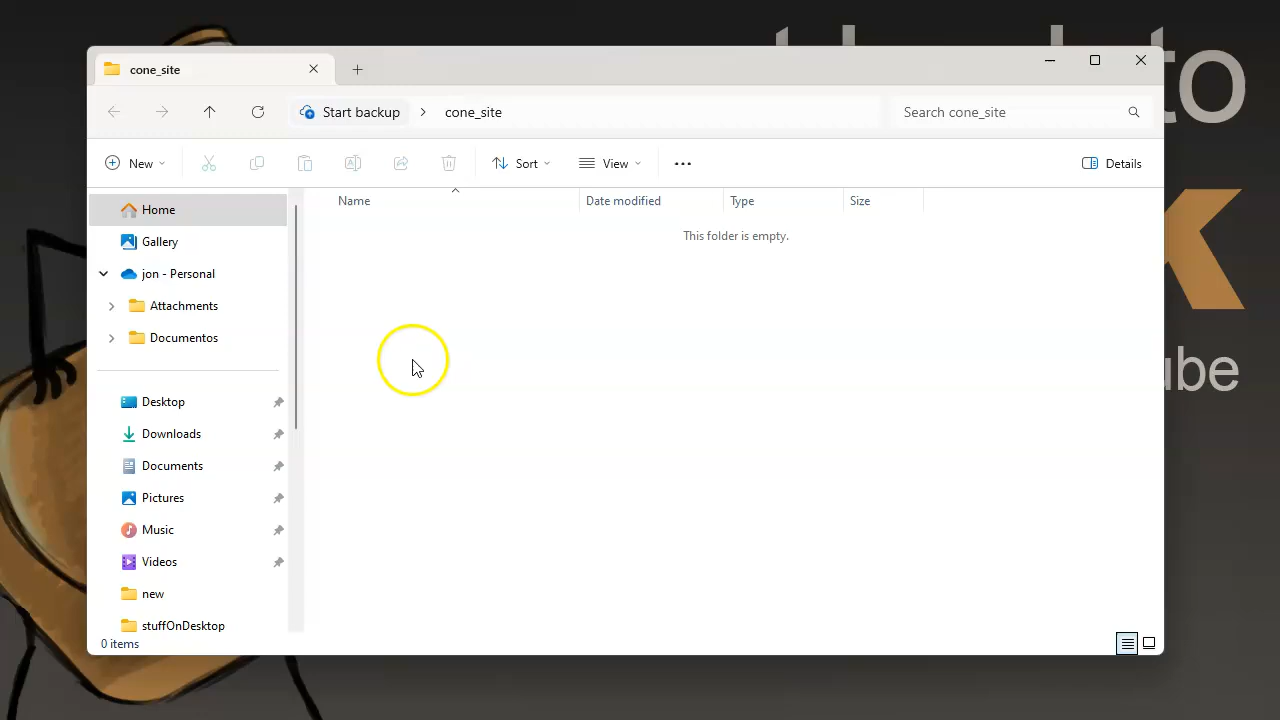 to
cone_site
Start backup
cone_site
Search cone_site
New
Sort
View
Details
Home
Gallery
jon - Personal
Attachments
Documentos
Desktop
Downloads
Documents
Pictures
Music
Videos
new
stuffOnDesktop
Name
Date modified
Type
Size
This folder is empty.
0 items
ube